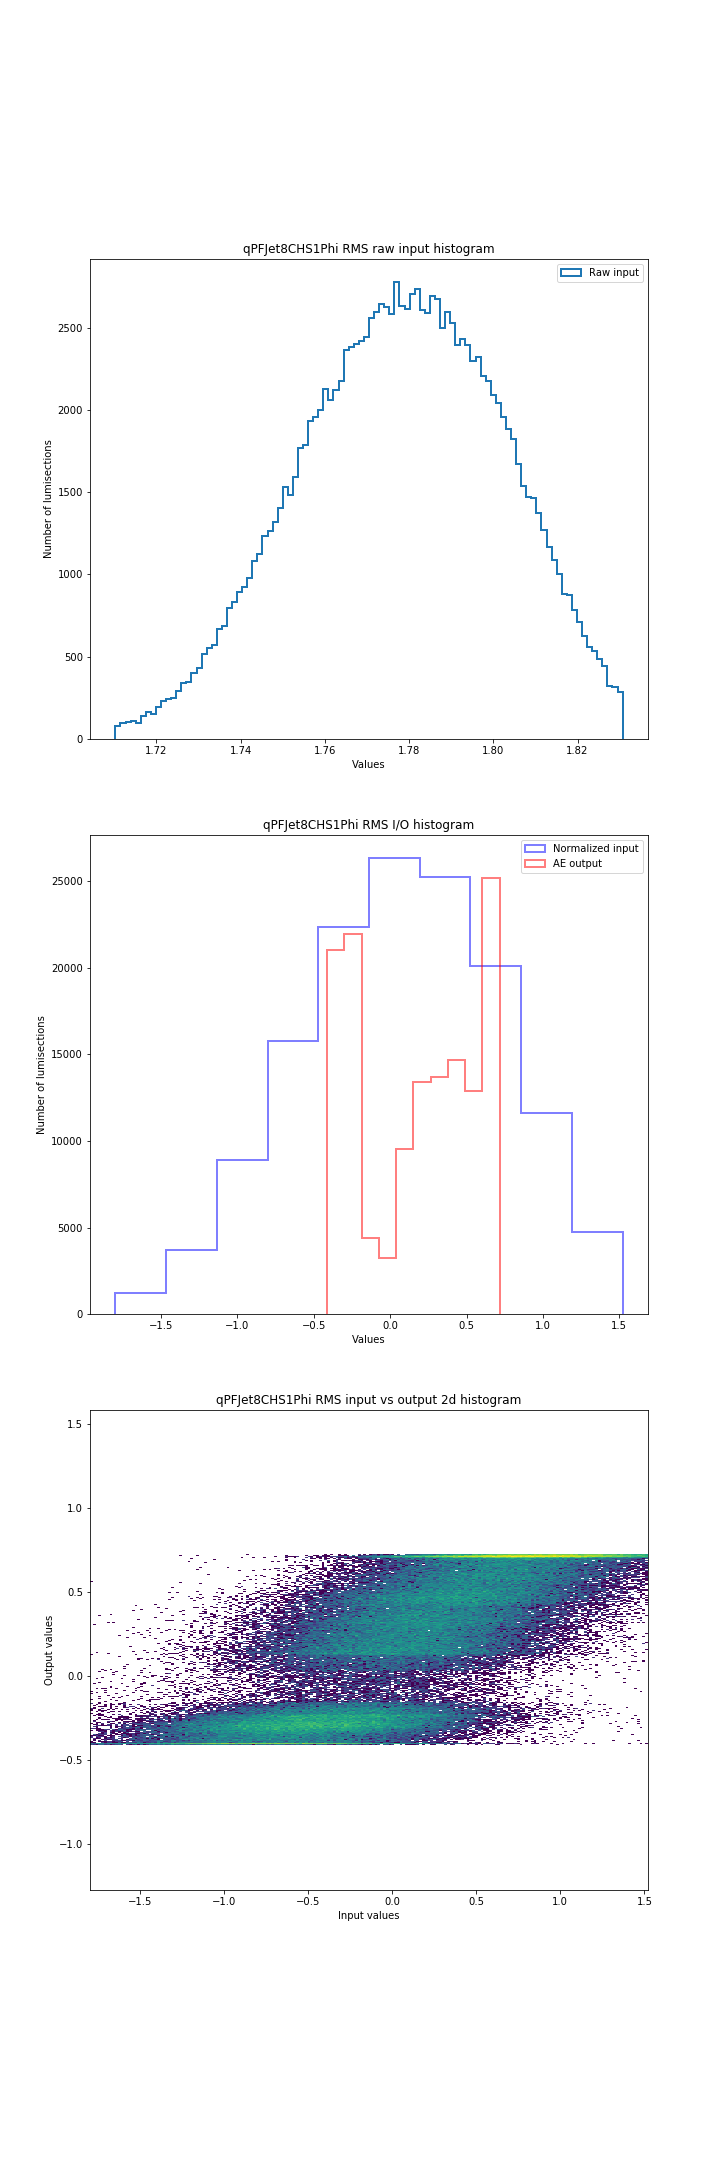 qPFJet8CHS1Phi RMS raw input histogram
Raw input
2500
2000
1500
1000
500
0
Number of lumisections
1.72 1.74 1.76 1.78 1.80 1.82
Values
qPFJet8CHS1Phi RMS I/O histogram
Normalized input
AE output
25000
20000
15000
10000
5000
0
Number of lumisections
−1.5 −1.0 −0.5 0.0 0.5 1.0 1.5
Values
qPFJet8CHS1Phi RMS input vs output 2d histogram
1.5
1.0
0.5
0.0
−0.5
−1.0
Output values
−1.5 −1.0 −0.5 0.0 0.5 1.0 1.5
Input values